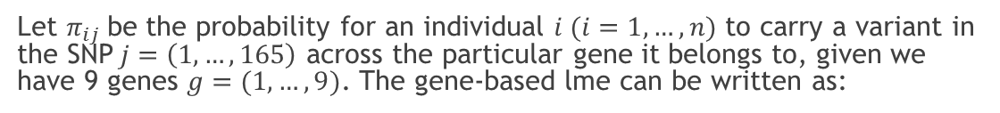 Let πᵢⱼ be the probability for an individual i (i = 1, … , n) to carry a variant in
the SNP j = (1, … , 165) across the particular gene it belongs to, given we
have 9 genes g = (1, … , 9). The gene-based lme can be written as: